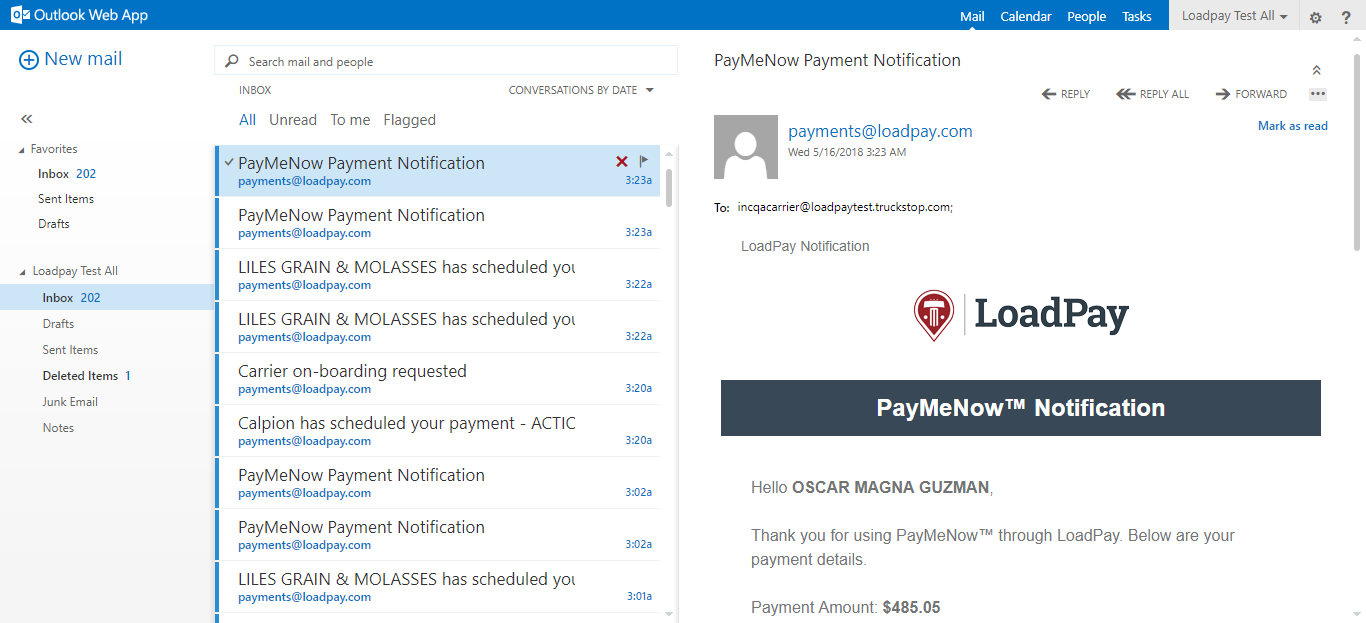 Outlook Web App
Mail Calendar People Tasks Loadpay Test All ?
New mail
Favorites
Inbox 202
Sent Items
Drafts
Loadpay Test All
Inbox 202
Drafts
Sent Items
Deleted Items 1
Junk Email
Notes
Search mail and people
INBOX CONVERSATIONS BY DATE
All Unread To me Flagged
PayMeNow Payment Notification
payments@loadpay.com 3:23a
PayMeNow Payment Notification
payments@loadpay.com 3:23a
LILES GRAIN & MOLASSES has scheduled you
payments@loadpay.com 3:22a
LILES GRAIN & MOLASSES has scheduled you
payments@loadpay.com 3:22a
Carrier on-boarding requested
payments@loadpay.com 3:20a
Calpion has scheduled your payment - ACTIC
payments@loadpay.com 3:20a
PayMeNow Payment Notification
payments@loadpay.com 3:02a
PayMeNow Payment Notification
payments@loadpay.com 3:02a
LILES GRAIN & MOLASSES has scheduled you
payments@loadpay.com 3:01a
PayMeNow Payment Notification
REPLY REPLY ALL FORWARD •••
Mark as read
payments@loadpay.com
Wed 5/16/2018 3:23 AM
To: incqacarrier@loadpaytest.truckstop.com;
LoadPay Notification
LoadPay
PayMeNow™ Notification
Hello OSCAR MAGNA GUZMAN,
Thank you for using PayMeNow™ through LoadPay. Below are your
payment details.
Payment Amount: $485.05